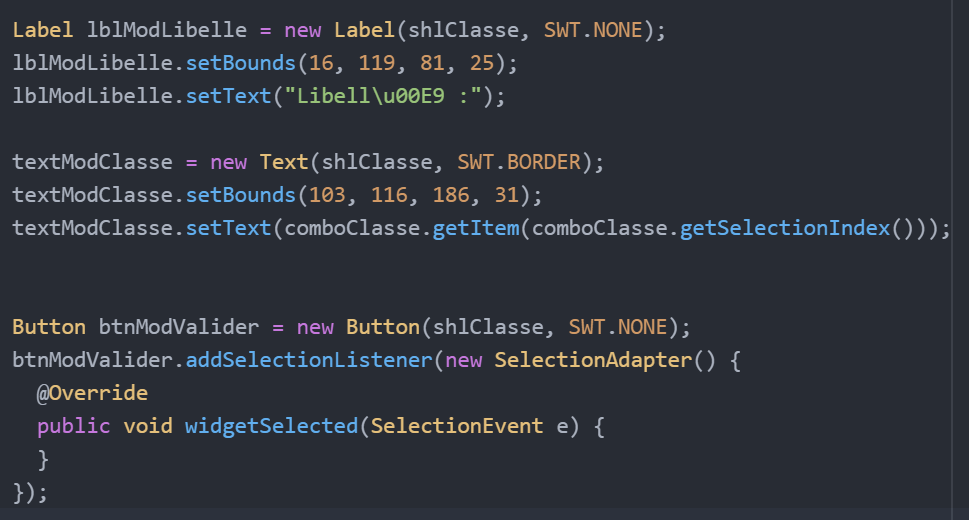 Label lblModLibelle = new Label(shlClasse, SWT.NONE);
lblModLibelle.setBounds(16, 119, 81, 25);
lblModLibelle.setText("Libell\u00E9 :");
textModClasse = new Text(shlClasse, SWT.BORDER);
textModClasse.setBounds(103, 116, 186, 31);
textModClasse.setText(comboClasse.getItem(comboClasse.getSelectionIndex()));
Button btnModValider = new Button(shlClasse, SWT.NONE);
btnModValider.addSelectionListener(new SelectionAdapter() {
  @Override
  public void widgetSelected(SelectionEvent e) {
  }
});